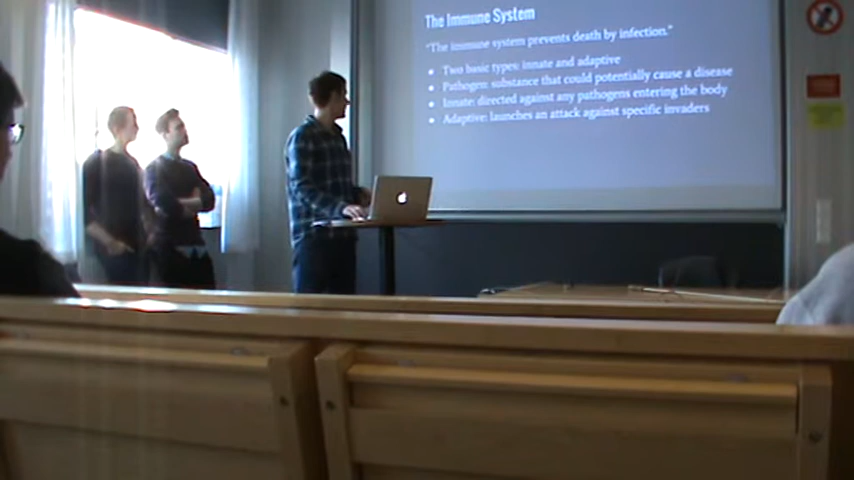 The Immune System
“The immune system prevents death by infection.”
• Two basic types: innate and adaptive
• Pathogen: substance that could potentially cause a disease
• Innate: directed against any pathogens entering the body
• Adaptive: launches an attack against specific invaders